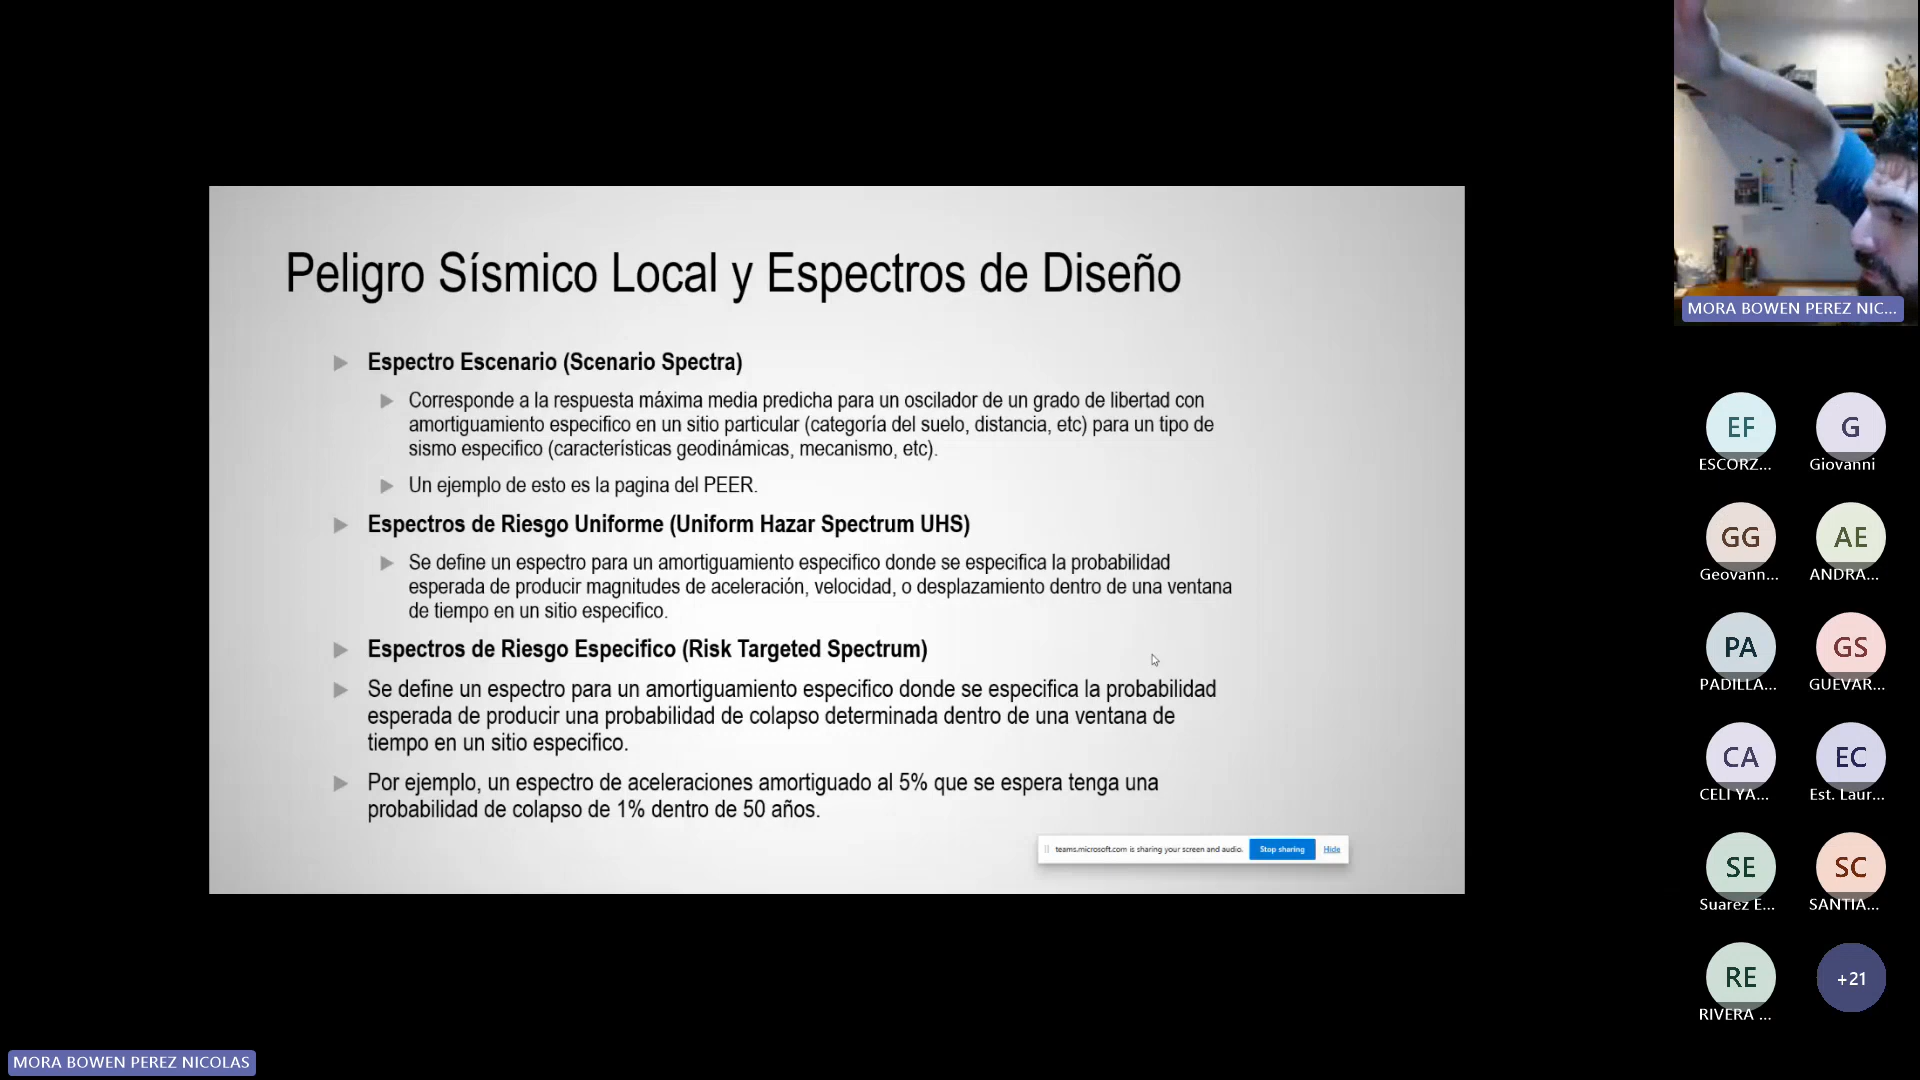 Peligro Sísmico Local y Espectros de Diseño
Espectro Escenario (Scenario Spectra)
Corresponde a la respuesta máxima media predicha para un oscilador de un grado de libertad con
amortiguamiento especifico en un sitio particular (categoría del suelo, distancia, etc) para un tipo de
sismo especifico (características geodinámicas, mecanismo, etc).
Un ejemplo de esto es la pagina del PEER.
Espectros de Riesgo Uniforme (Uniform Hazar Spectrum UHS)
Se define un espectro para un amortiguamiento especifico donde se especifica la probabilidad
esperada de producir magnitudes de aceleración, velocidad, o desplazamiento dentro de una ventana
de tiempo en un sitio especifico.
Espectros de Riesgo Especifico (Risk Targeted Spectrum)
Se define un espectro para un amortiguamiento especifico donde se especifica la probabilidad
esperada de producir una probabilidad de colapso determinada dentro de una ventana de
tiempo en un sitio especifico.
Por ejemplo, un espectro de aceleraciones amortiguado al 5% que se espera tenga una
probabilidad de colapso de 1% dentro de 50 años.
teams.microsoft.com is sharing your screen and audio. Stop sharing Hide
MORA BOWEN PEREZ NIC...
EF G
ESCORZ... Giovanni
GG AE
Geovann... ANDRA...
PA GS
PADILLA... GUEVAR...
CA EC
CELI YA... Est. Laur...
SE SC
Suarez E... SANTIA...
RE +21
RIVERA ...
MORA BOWEN PEREZ NICOLAS